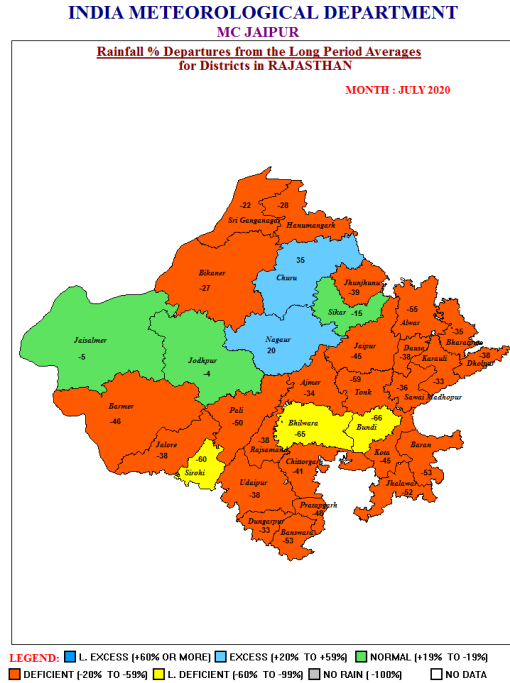 INDIA METEOROLOGICAL DEPARTMENT
MC JAIPUR
Rainfall % Departures from the Long Period Averages
for Districts in RAJASTHAN
MONTH : JULY 2020
-22
-28
Sri Ganganagar
Hanumangarh
35
Churu
Bikaner
-27
Jhunjhunu
-39
Sikar -15
-55
Alwar
-35
Bharatpur
Nagaur
20
Jaipur
-45
Dausa
-38
Karauli
-38
Dholpur
Jaisalmer
-5
Jodhpur
-4
Ajmer
-34
-59
Tonk
-36
-33
Sawai Madhopur
Barmer
-46
Pali
-50
Bhilwara
-65
-66
Bundi
Jalore
-38
-38
Rajsamand
Kota
-45
Baran
-53
-60
Sirohi
Chittorgarh
-41
Udaipur
-38
Jhalawar
-52
Pratapgarh
-48
Dungarpur
-33
Banswara
-53
LEGEND: L. EXCESS (+60% OR MORE) EXCESS (+20% TO +59%) NORMAL (+19% TO -19%)
DEFICIENT (-20% TO -59%) L. DEFICIENT (-60% TO -99%) NO RAIN ( -100%) NO DATA